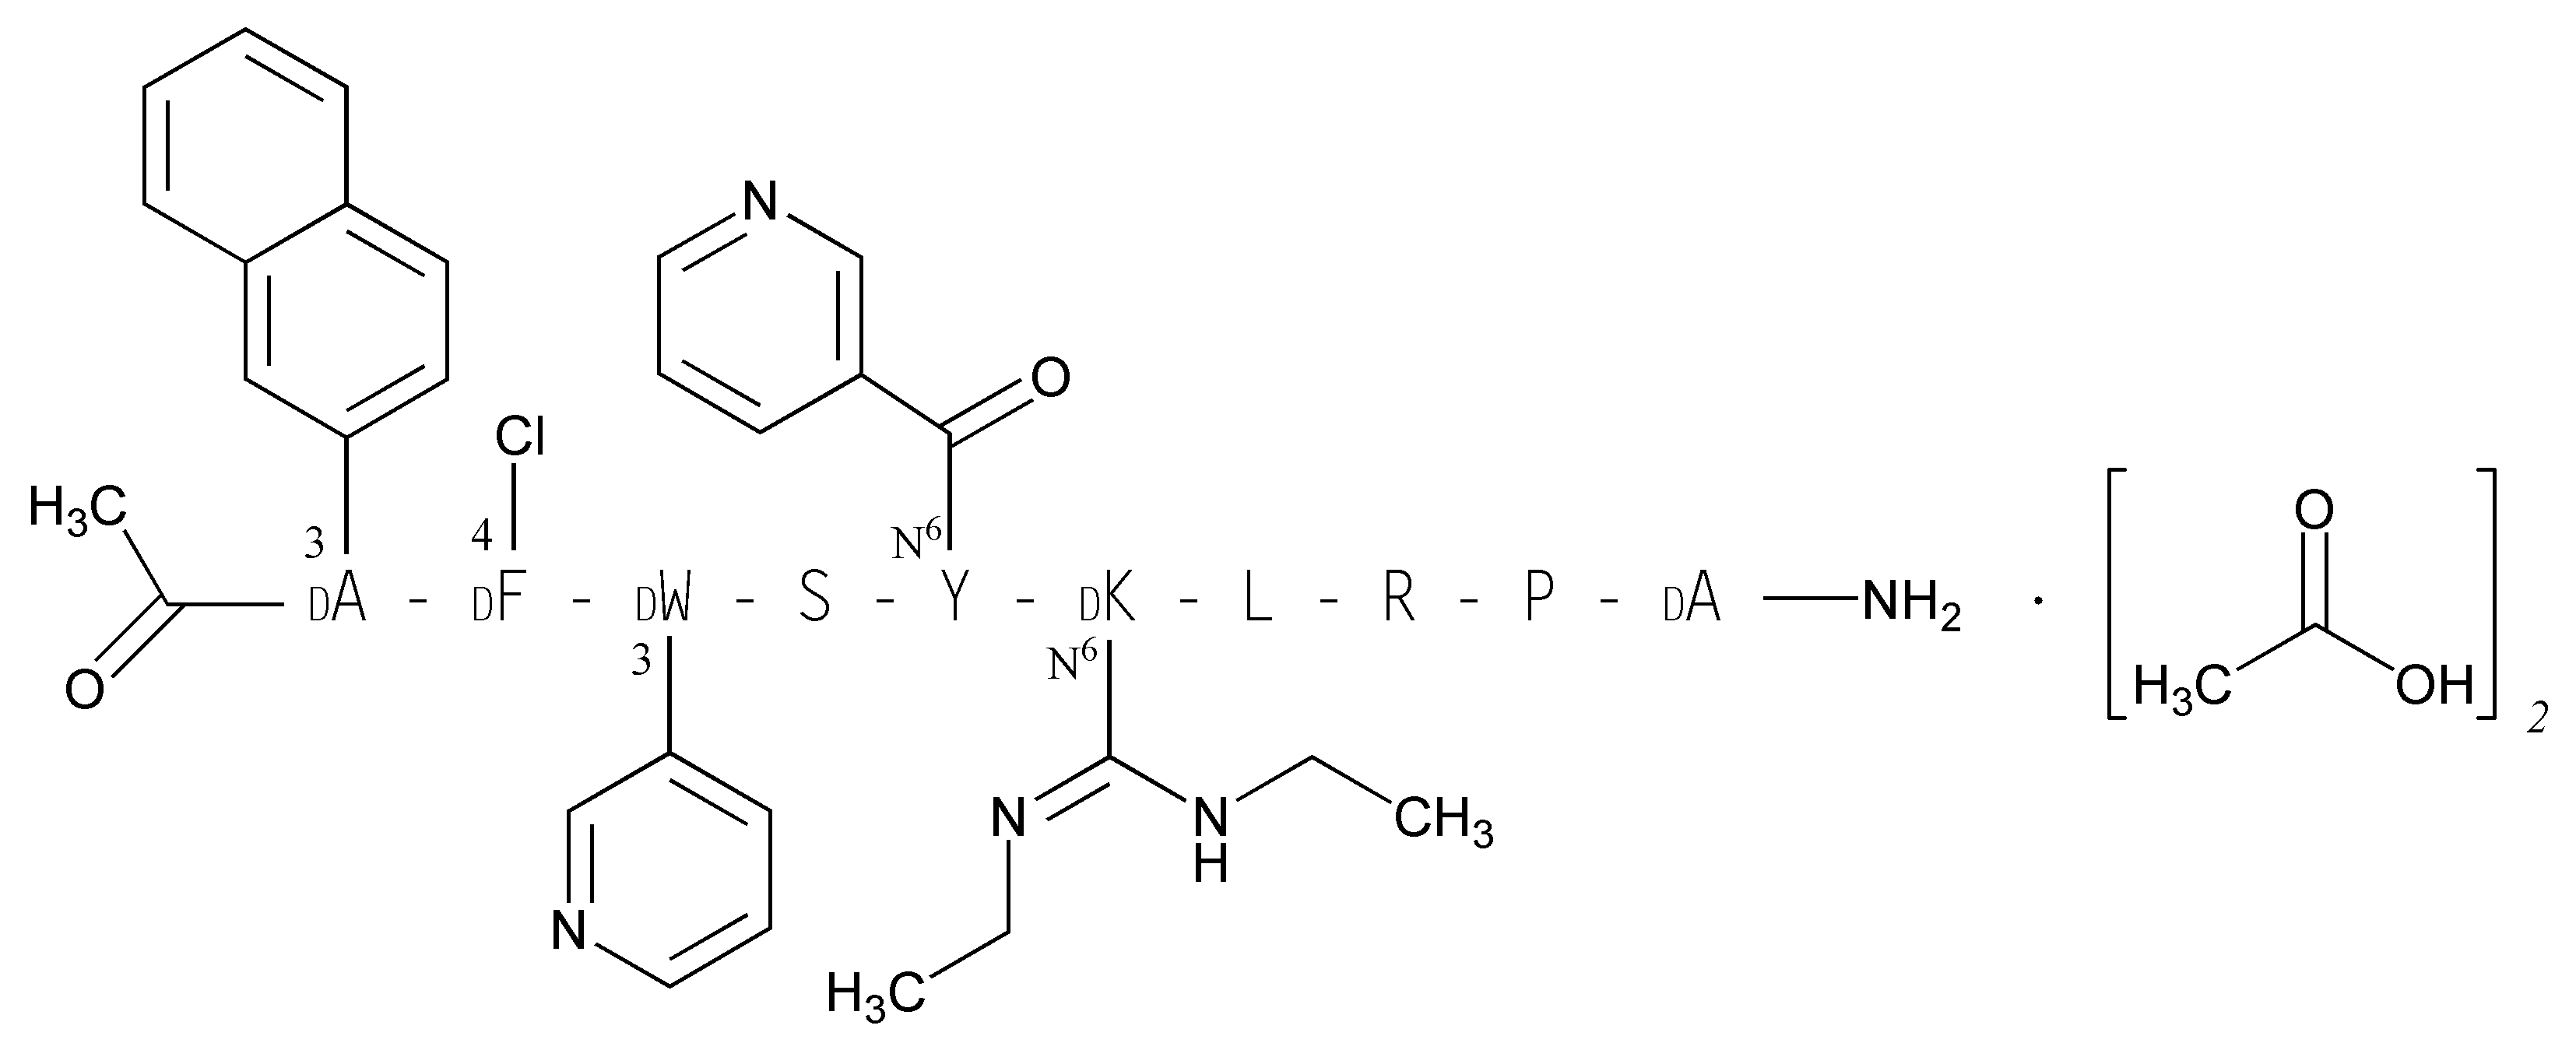 N
O
Cl
H3C
O
3
4
N6
DA - DF - DW - S - Y - DK - L - R - P - DA — NH2 ·
3
N6
O
H3C
OH
2
N
N
N
H
CH3
H3C